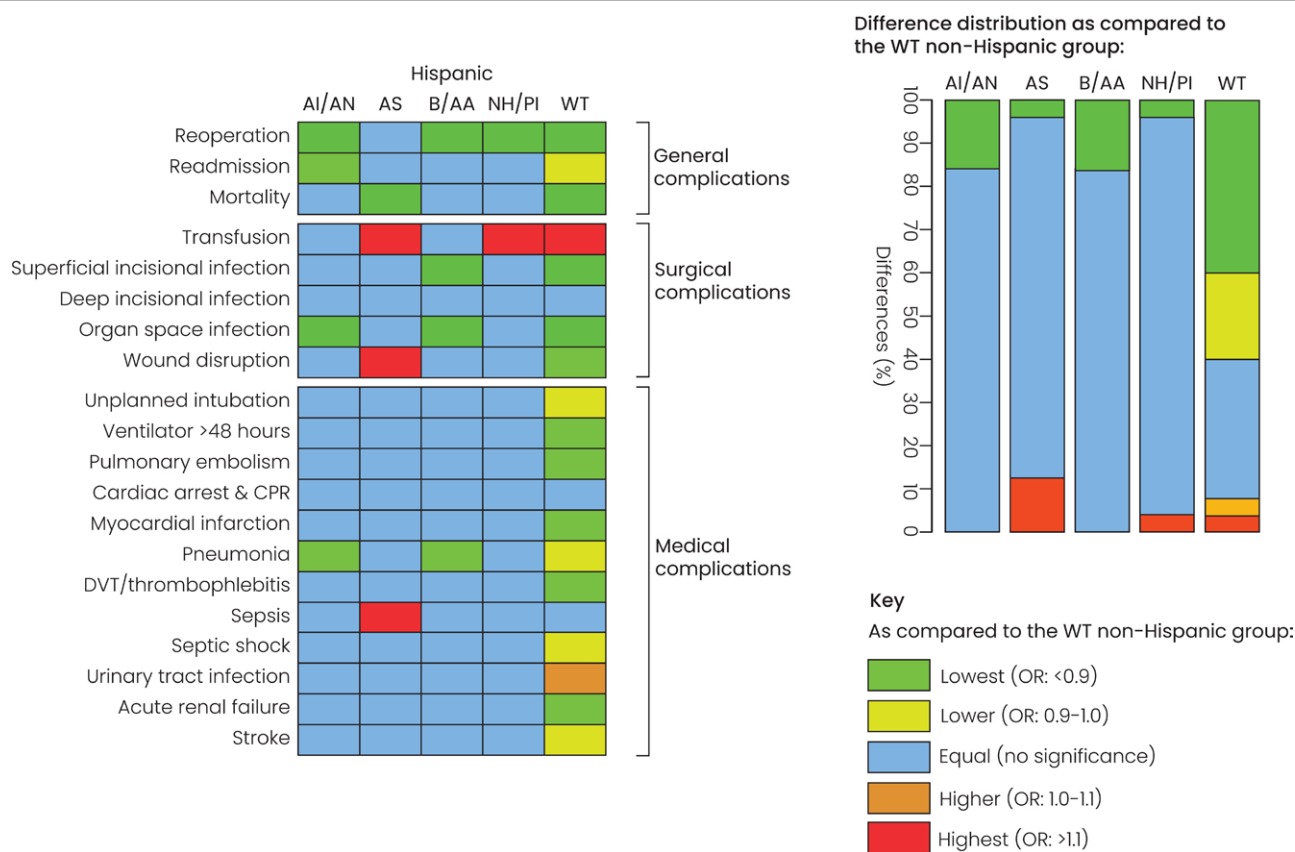 Hispanic
AI/AN AS B/AA NH/PI WT
Reoperation
Readmission
Mortality
General
complications
Transfusion
Superficial incisional infection
Deep incisional infection
Organ space infection
Wound disruption
Surgical
complications
Unplanned intubation
Ventilator >48 hours
Pulmonary embolism
Cardiac arrest & CPR
Myocardial infarction
Pneumonia
DVT/thrombophlebitis
Sepsis
Septic shock
Urinary tract infection
Acute renal failure
Stroke
Medical
complications
Difference distribution as compared to
the WT non-Hispanic group:
AI/AN AS B/AA NH/PI WT
100
90
80
70
60
50
40
30
20
10
0
Differences (%)
Key
As compared to the WT non-Hispanic group:
Lowest (OR: <0.9)
Lower (OR: 0.9-1.0)
Equal (no significance)
Higher (OR: 1.0-1.1)
Highest (OR: >1.1)